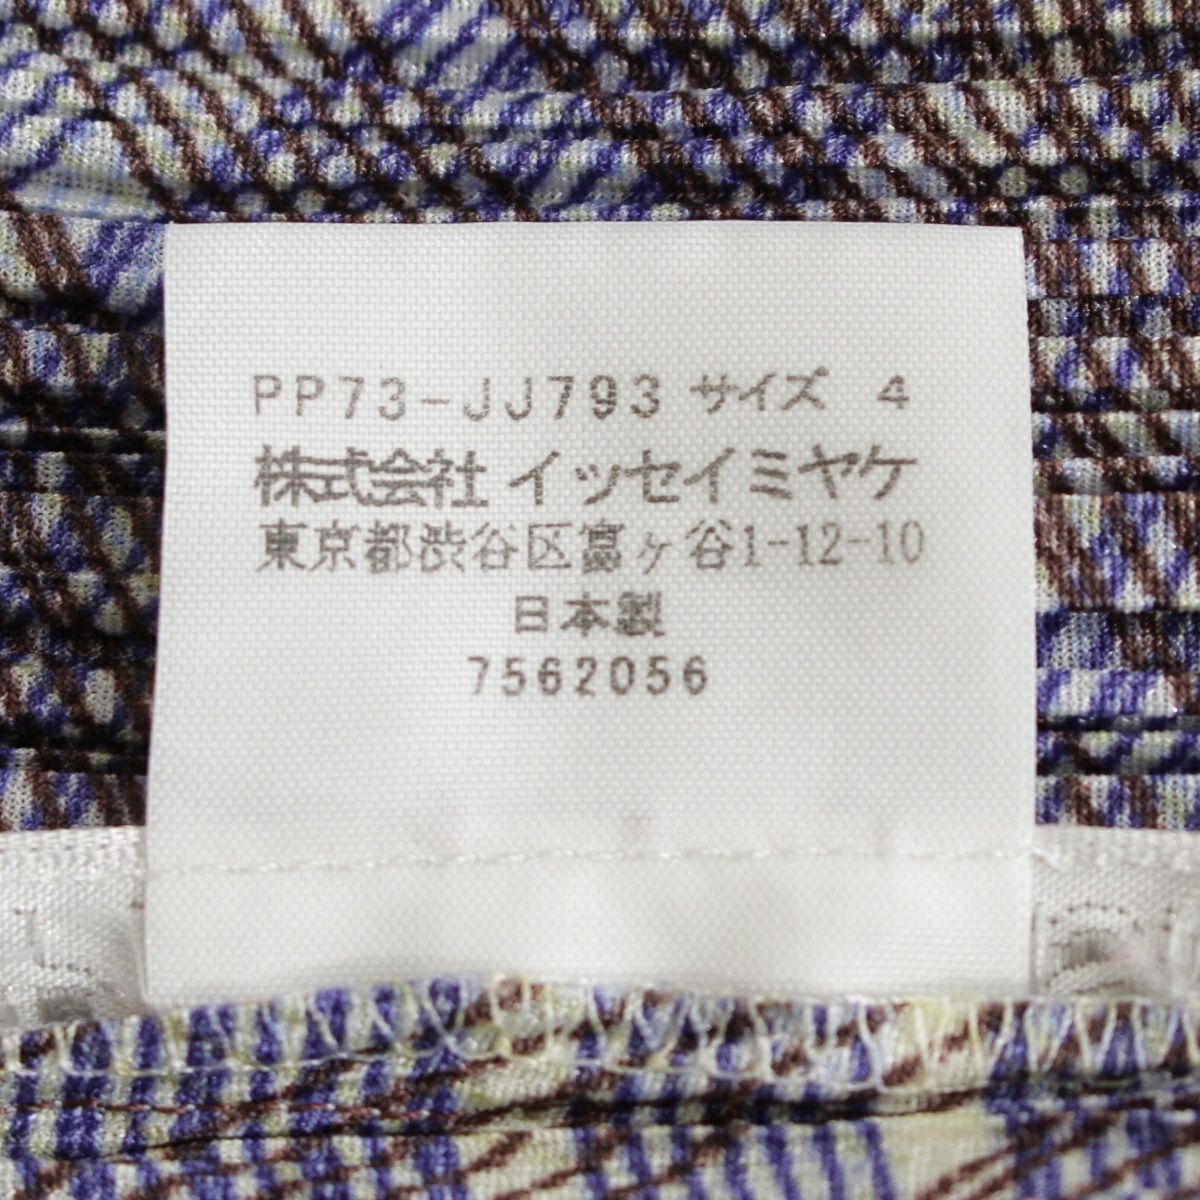 PP73-JJ793 サイズ 4
株式会社 イッセイミヤケ
東京都渋谷区富ヶ谷1-12-10
日本製
7562056